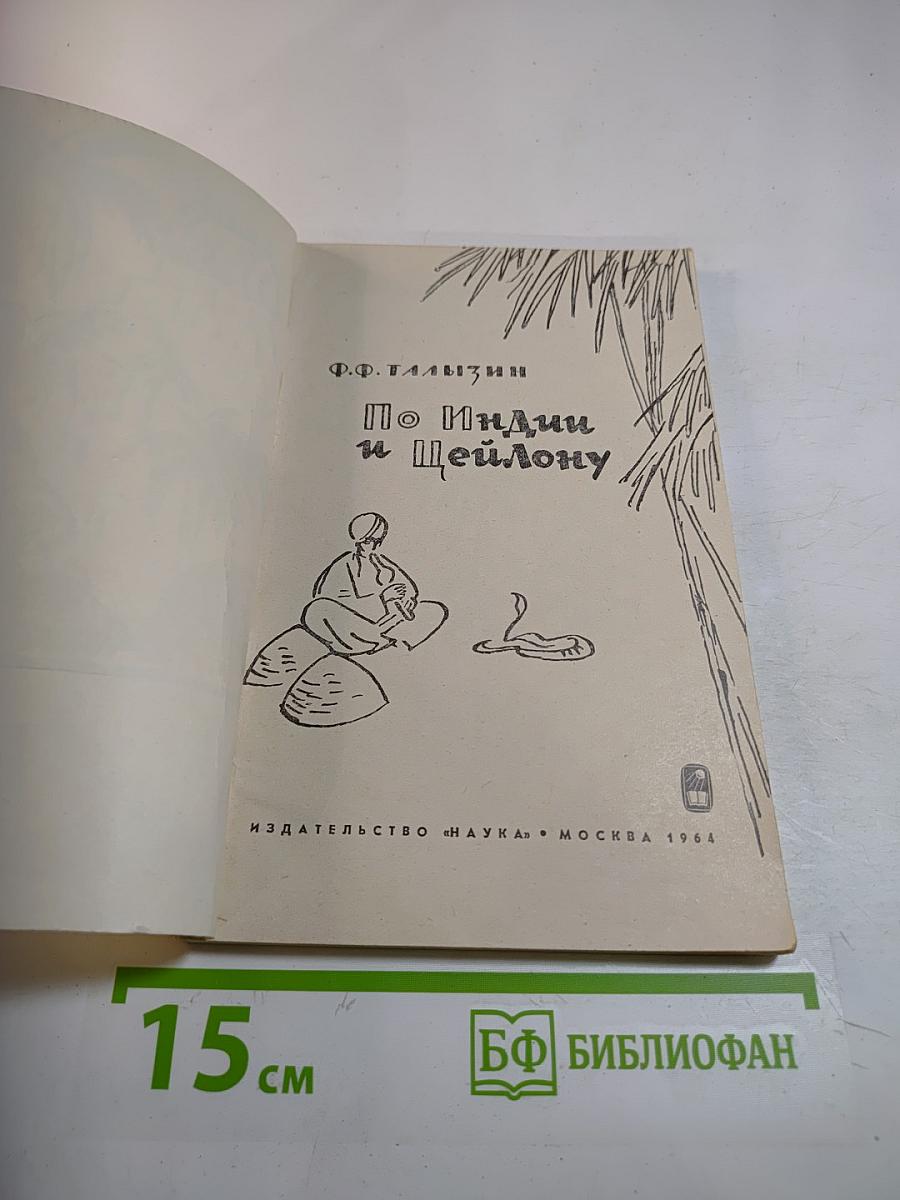 Ф.Ф. Талызин
По Индии
и Цейлону
ИЗДАТЕЛЬСТВО «НАУКА» • МОСКВА 1964
15 см
БФ БИБЛИОФАН